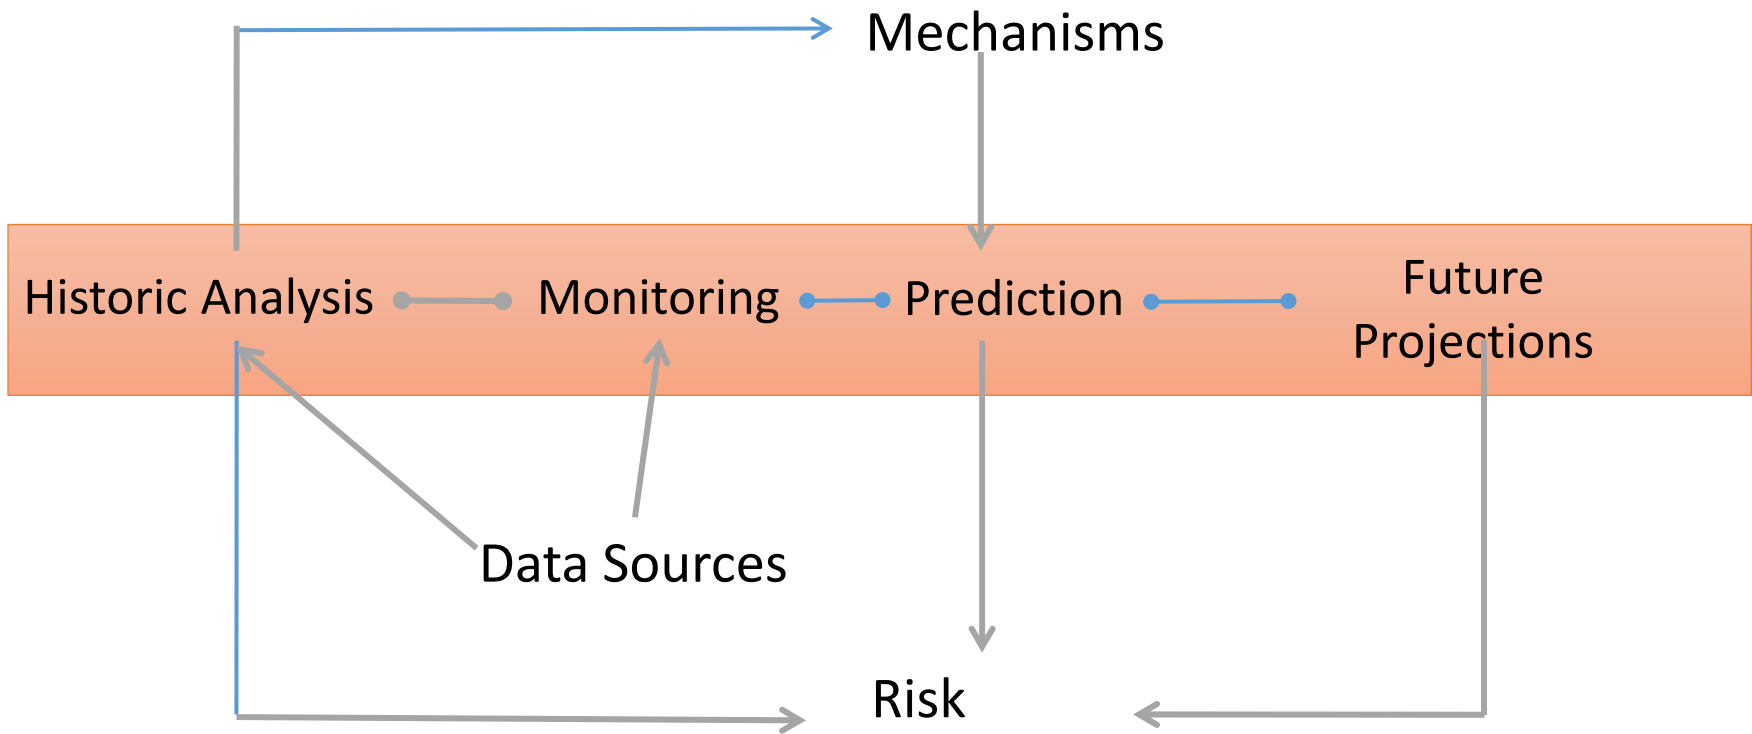 Mechanisms
Historic Analysis
Monitoring
Prediction
Future
Projections
Data Sources
Risk